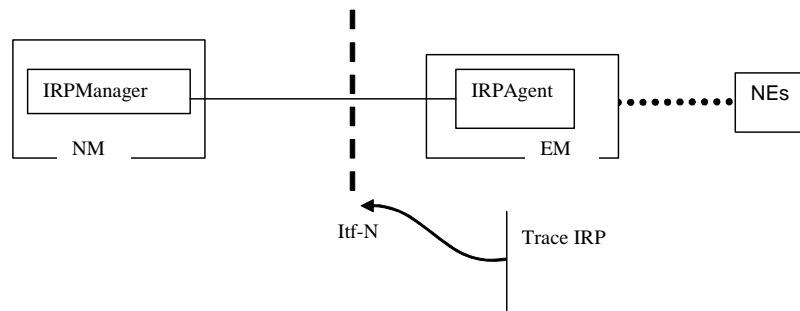 IRPManager
NM
IRPAgent
EM
NEs
Itf-N
Trace IRP